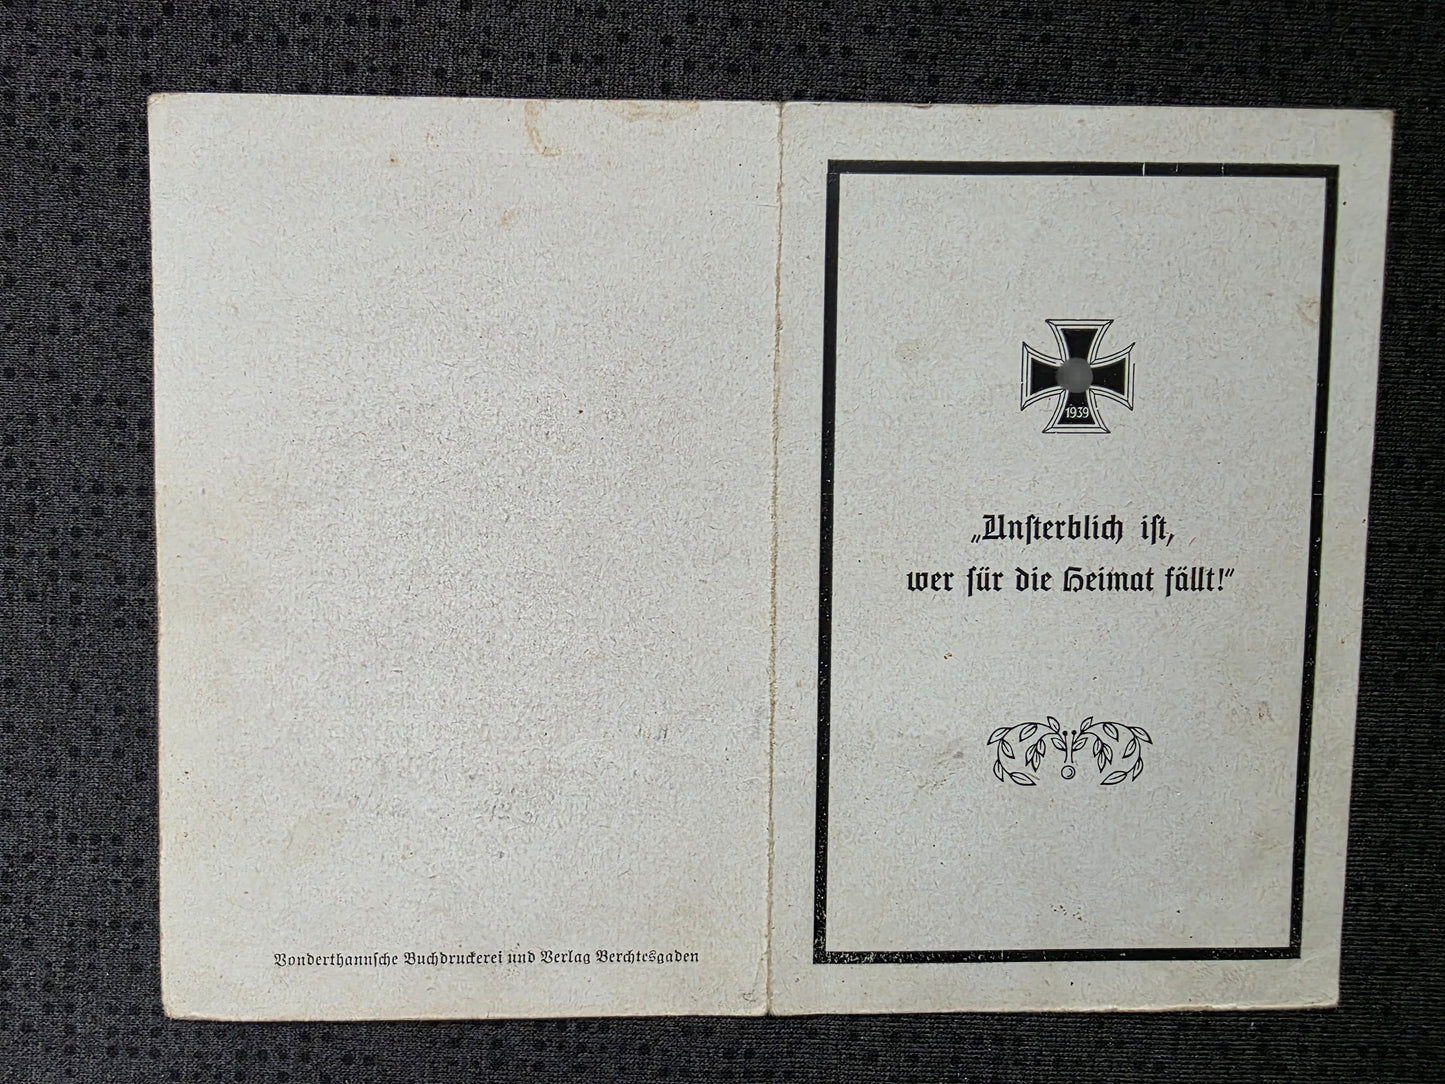 Vonderthannsche Buchdruckerei und Verlag Berchtesgaden
1939
„Unsterblich ist,
wer für die Heimat fällt!“